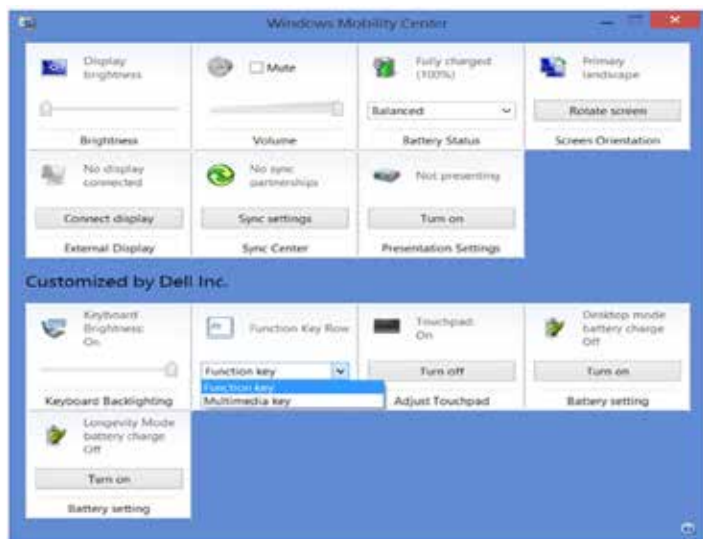 Windows Mobility Center
Display
brightness
Brightness
Mute
Volume
Fully charged
(100%)
Balanced
Battery Status
Primary
landscape
Rotate screen
Screen Orientation
No display
connected
Connect display
External Display
No sync
partnerships
Sync settings
Sync Center
Not presenting
Turn on
Presentation Settings
Customized by Dell Inc.
Keyboard
Brightness:
On
Keyboard Backlighting
Function Key Row
Function key
Function key
Multimedia key
Touchpad:
On
Turn off
Adjust Touchpad
Desktop mode
battery charge
Off
Turn on
Battery setting
Longevity Mode
battery charge
Off
Turn on
Battery setting